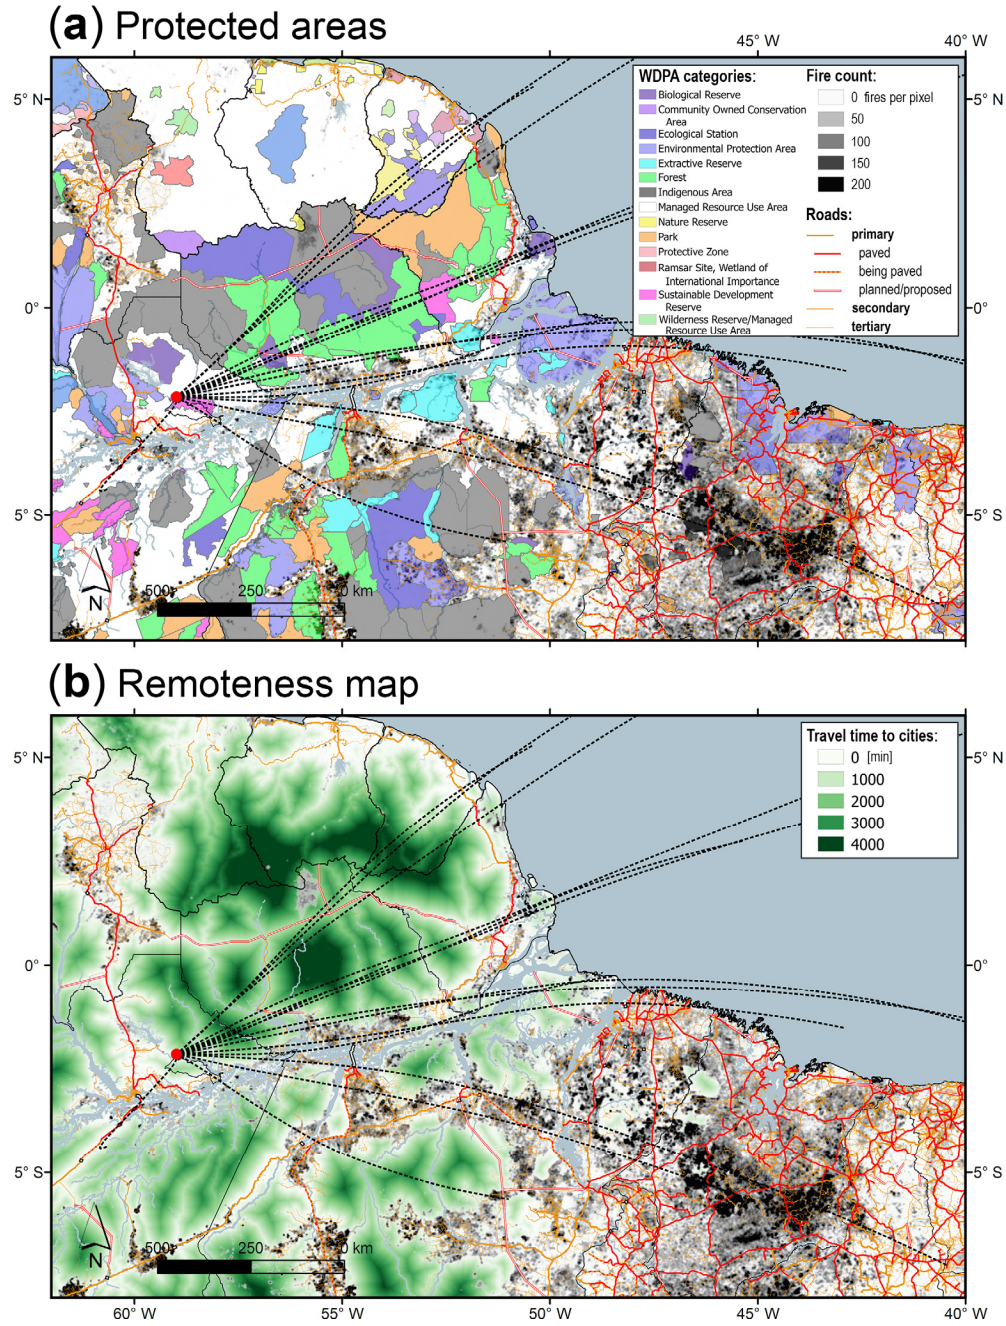 (a) Protected areas
45° W
40° W
5° N
0°
5° S
5° N
0°
5° S
WDPA categories:
Biological Reserve
Community Owned Conservation
Area
Ecological Station
Environmental Protection Area
Extractive Reserve
Forest
Indigenous Area
Managed Resource Use Area
Nature Reserve
Park
Protective Zone
Ramsar Site, Wetland of
International Importance
Sustainable Development
Reserve
Wilderness Reserve/Managed
Resource Use Area
Fire count:
0 fires per pixel
50
100
150
200
Roads:
primary
paved
being paved
planned/proposed
secondary
tertiary
N
500
250
0 km
(b) Remoteness map
5° N
0°
5° S
5° N
0°
5° S
Travel time to cities:
0 [min]
1000
2000
3000
4000
N
500
250
0 km
60° W
55° W
50° W
45° W
40° W